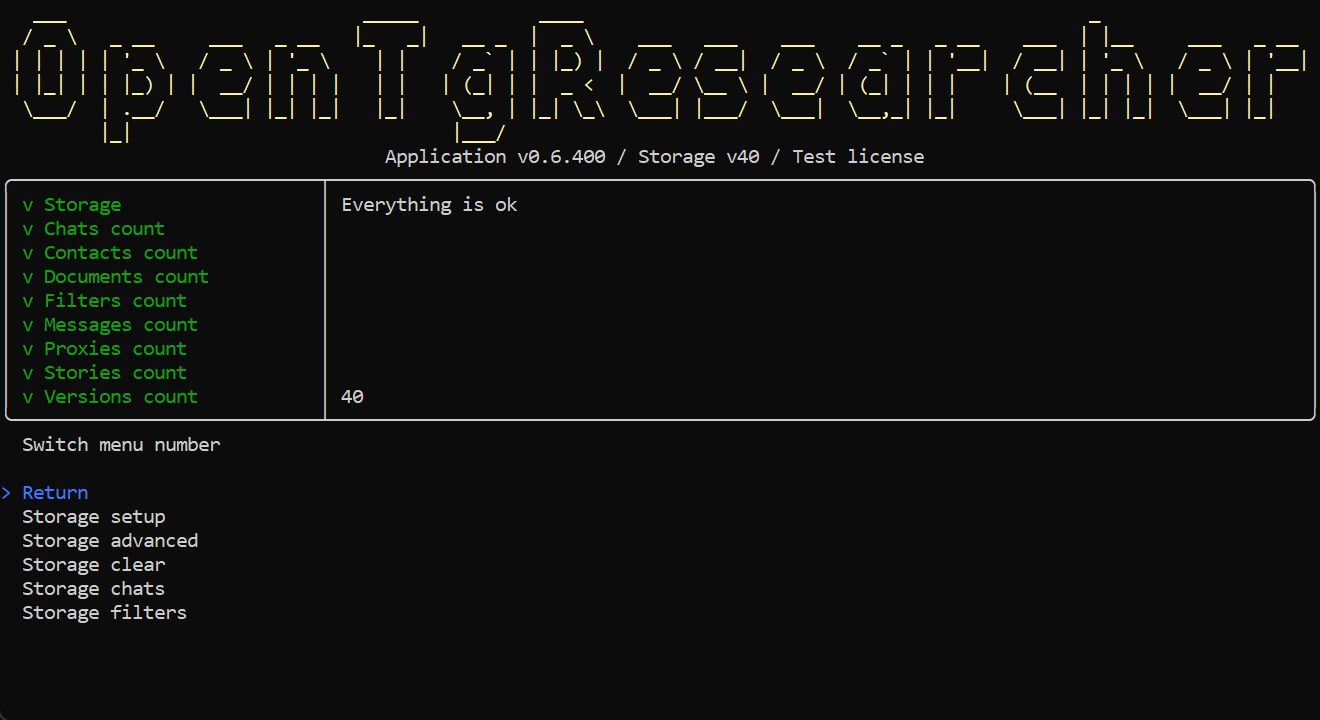 OpenTgResearcher
Application v0.6.400 / Storage v40 / Test license
v Storage Everything is ok
v Chats count
v Contacts count
v Documents count
v Filters count
v Messages count
v Proxies count
v Stories count
v Versions count 40
Switch menu number
> Return
Storage setup
Storage advanced
Storage clear
Storage chats
Storage filters